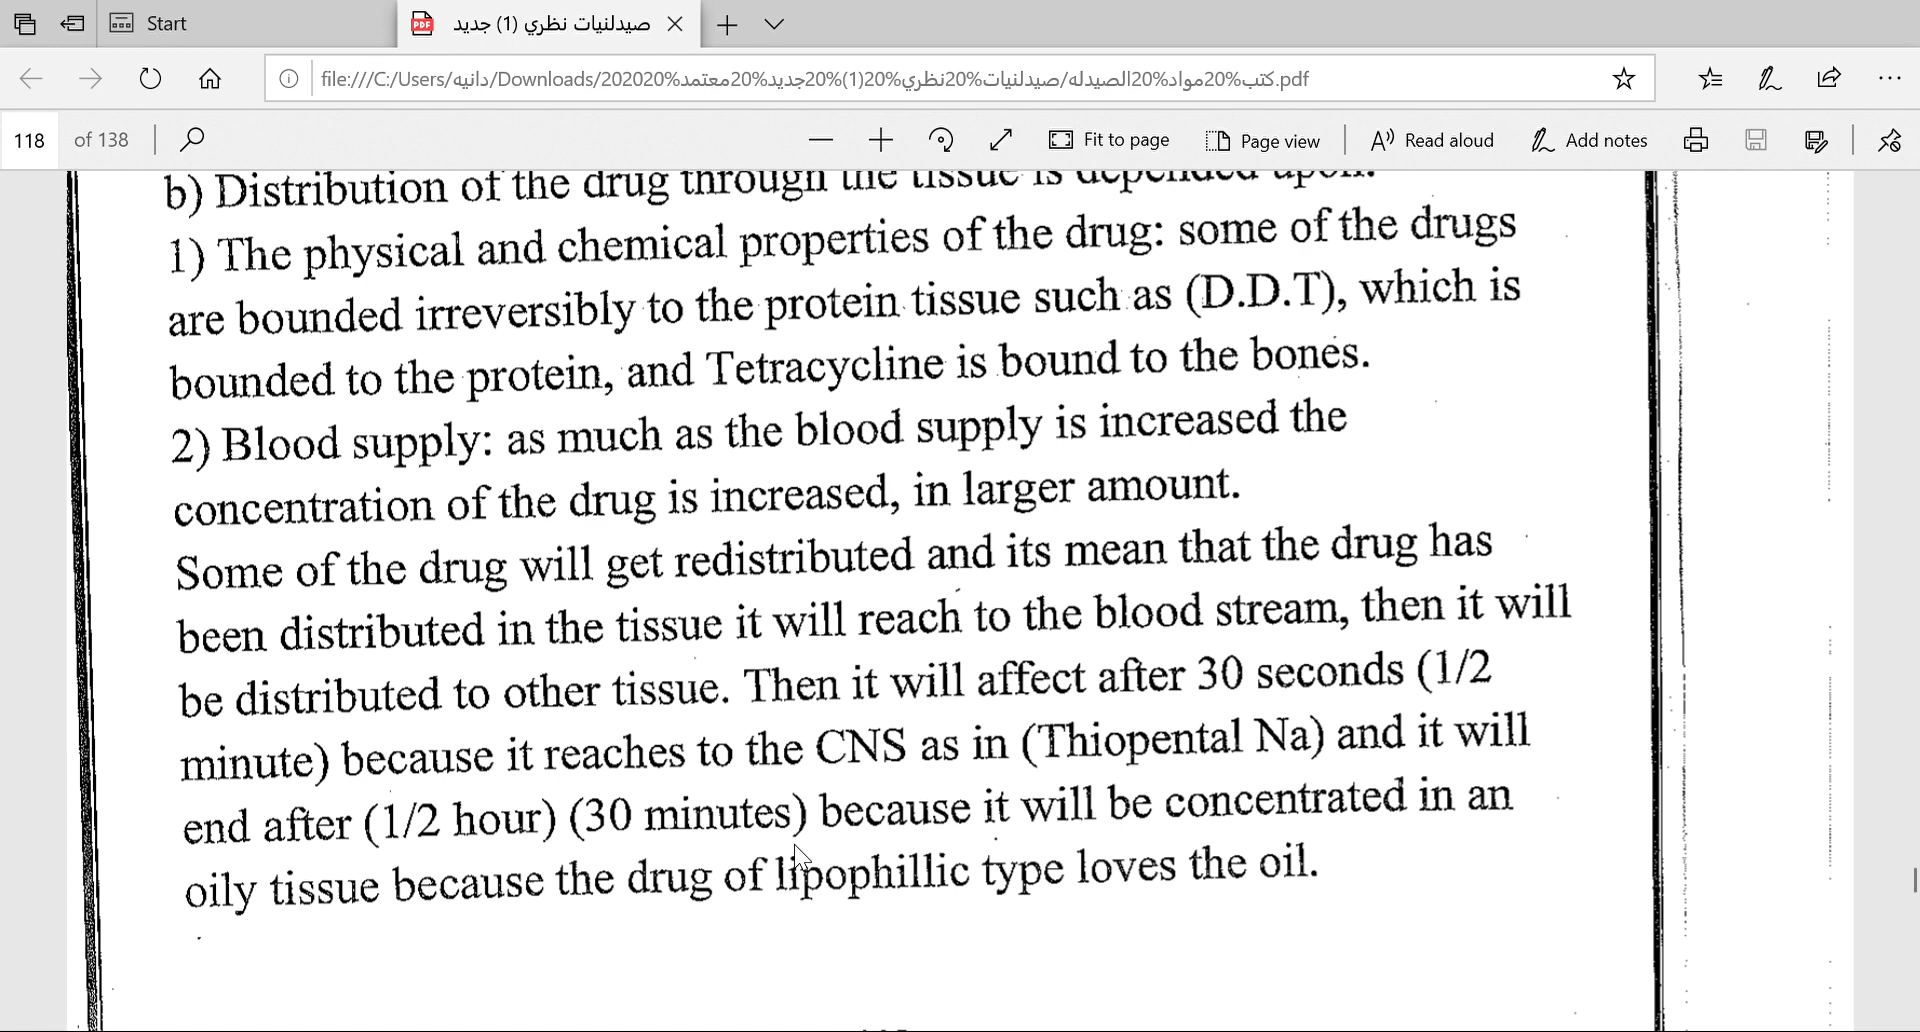 Start
صيدلنيات نظري (1) جديد
file:///C:/Users/دانيه/Downloads/202020%كتب%20مواد%20الصيدله/صيدلنيات%20نظري%20(1)%20جديد%20معتمد.pdf
118 of 138
Fit to page
Page view
Read aloud
Add notes
b) Distribution of the drug through the tissue is depended upon:
1) The physical and chemical properties of the drug: some of the drugs
are bounded irreversibly to the protein tissue such as (D.D.T), which is
bounded to the protein, and Tetracycline is bound to the bones.
2) Blood supply: as much as the blood supply is increased the
concentration of the drug is increased, in larger amount.
Some of the drug will get redistributed and its mean that the drug has
been distributed in the tissue it will reach to the blood stream, then it will
be distributed to other tissue. Then it will affect after 30 seconds (1/2
minute) because it reaches to the CNS as in (Thiopental Na) and it will
end after (1/2 hour) (30 minutes) because it will be concentrated in an
oily tissue because the drug of lipophillic type loves the oil.